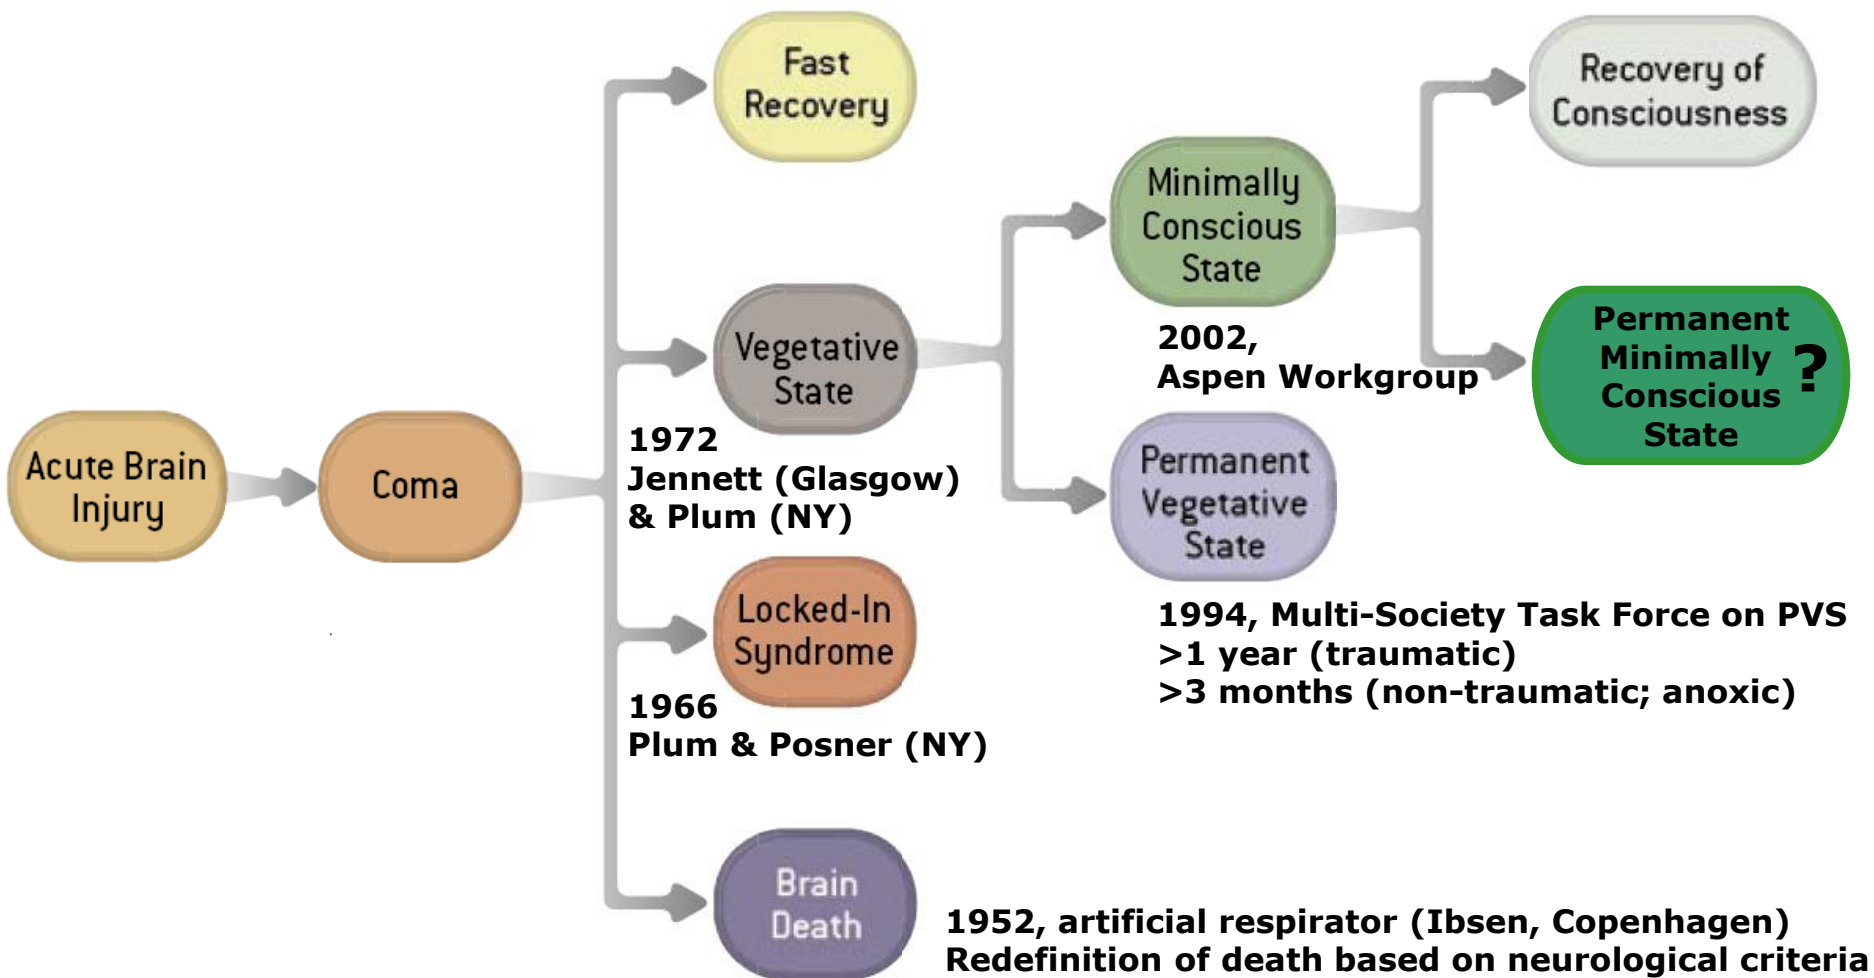 Fast
Recovery
Recovery of
Consciousness
Minimally
Conscious
State
2002,
Aspen Workgroup
Permanent
Minimally
Conscious
State
?
Vegetative
State
1972
Jennett (Glasgow)
& Plum (NY)
Acute Brain
Injury
Coma
Permanent
Vegetative
State
1994, Multi-Society Task Force on PVS
>1 year (traumatic)
>3 months (non-traumatic; anoxic)
Locked-In
Syndrome
1966
Plum & Posner (NY)
Brain
Death
1952, artificial respirator (Ibsen, Copenhagen)
Redefinition of death based on neurological criteria